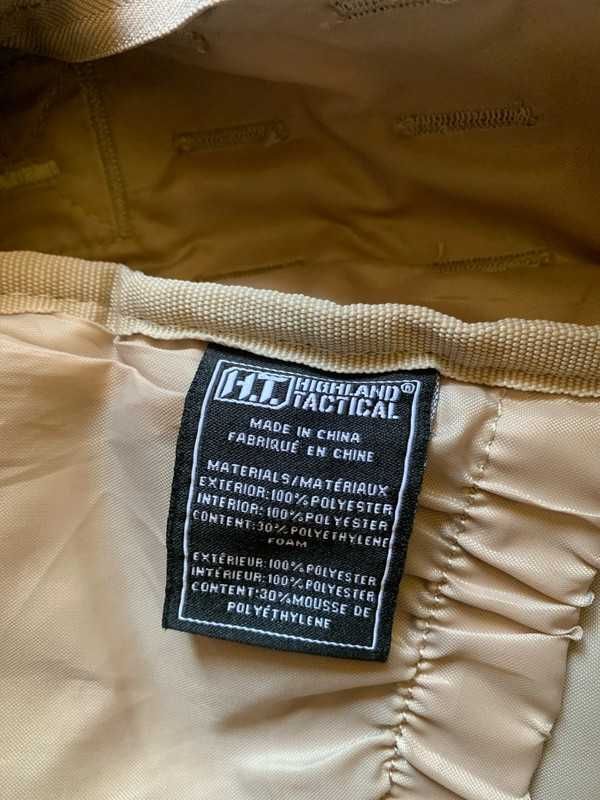 H.T. HIGHLAND TACTICAL®
MADE IN CHINA
FABRIQUÉ EN CHINE
MATERIALS/MATÉRIAUX
EXTERIOR:100%POLYESTER
INTERIOR:100%POLYESTER
CONTENT:30%POLYETHYLENE
FOAM
EXTÉRIEUR:100%POLYESTER
INTÉRIEUR:100%POLYESTER
CONTENT:30%MOUSSE DE
POLYÉTHYLENE